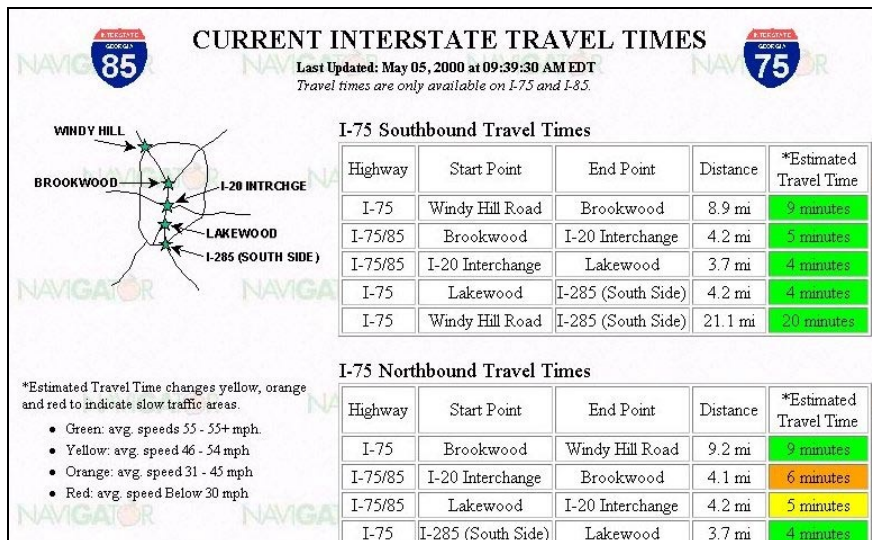 INTERSTATE
GEORGIA
85
CURRENT INTERSTATE TRAVEL TIMES
Last Updated: May 05, 2000 at 09:39:30 AM EDT
Travel times are only available on I-75 and I-85.
INTERSTATE
GEORGIA
75
NAVIGATOR
WINDY HILL
BROOKWOOD
I-20 INTRCHGE
LAKEWOOD
I-285 (SOUTH SIDE)
I-75 Southbound Travel Times
Highway Start Point End Point Distance *Estimated Travel Time
I-75 Windy Hill Road Brookwood 8.9 mi 9 minutes
I-75/85 Brookwood I-20 Interchange 4.2 mi 5 minutes
I-75/85 I-20 Interchange Lakewood 3.7 mi 4 minutes
I-75 Lakewood I-285 (South Side) 4.2 mi 4 minutes
I-75 Windy Hill Road I-285 (South Side) 21.1 mi 20 minutes
*Estimated Travel Time changes yellow, orange
and red to indicate slow traffic areas.
Green: avg. speeds 55 - 55+ mph.
Yellow: avg. speed 46 - 54 mph
Orange: avg. speed 31 - 45 mph
Red: avg. speed Below 30 mph
I-75 Northbound Travel Times
Highway Start Point End Point Distance *Estimated Travel Time
I-75 Brookwood Windy Hill Road 9.2 mi 9 minutes
I-75/85 I-20 Interchange Brookwood 4.1 mi 6 minutes
I-75/85 Lakewood I-20 Interchange 4.2 mi 5 minutes
I-75 I-285 (South Side) Lakewood 3.7 mi 4 minutes